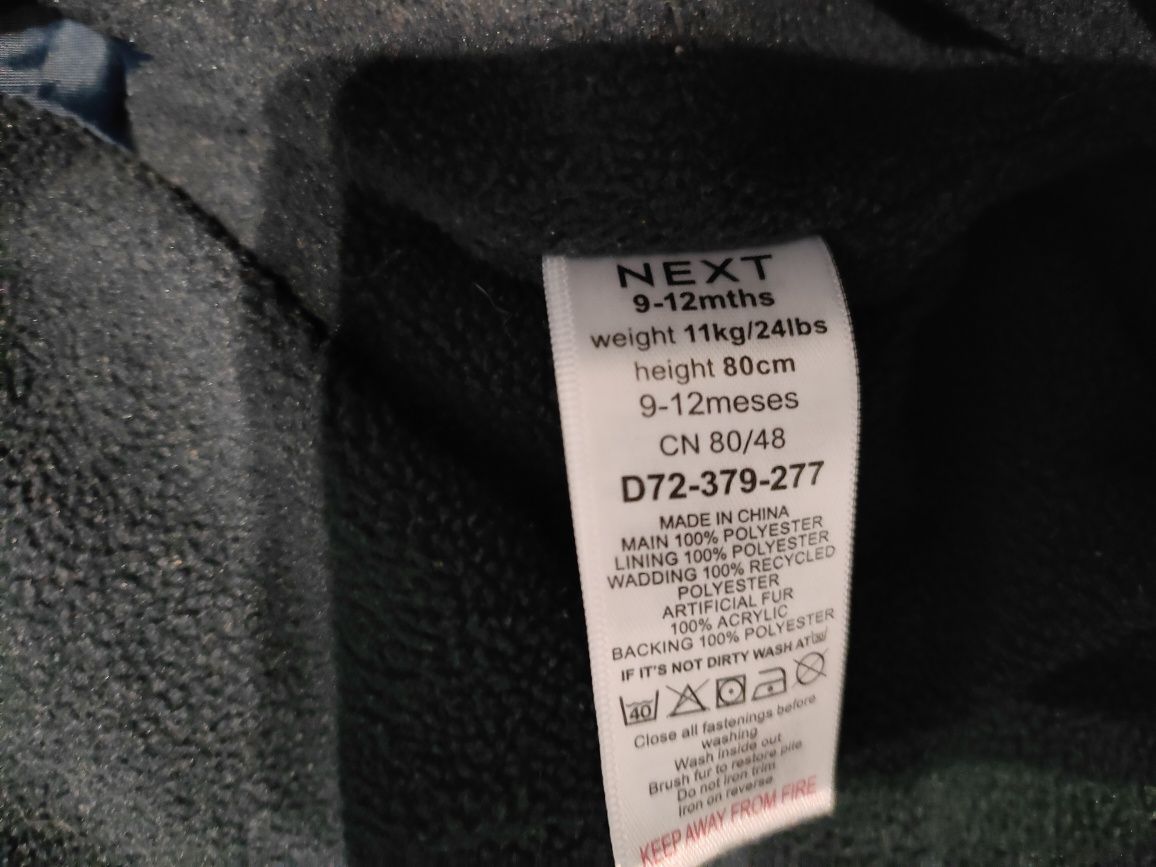 NEXT
9-12mths
weight 11kg/24lbs
height 80cm
9-12meses
CN 80/48
D72-379-277
MADE IN CHINA
MAIN 100% POLYESTER
LINING 100% POLYESTER
WADDING 100% RECYCLED
POLYESTER
ARTIFICIAL FUR
100% ACRYLIC
BACKING 100% POLYESTER
IF IT'S NOT DIRTY WASH AT 30
40
Close all fastenings before
washing
Wash inside out
Brush fur to restore pile
Do not iron trim
Iron on reverse
KEEP AWAY FROM FIRE